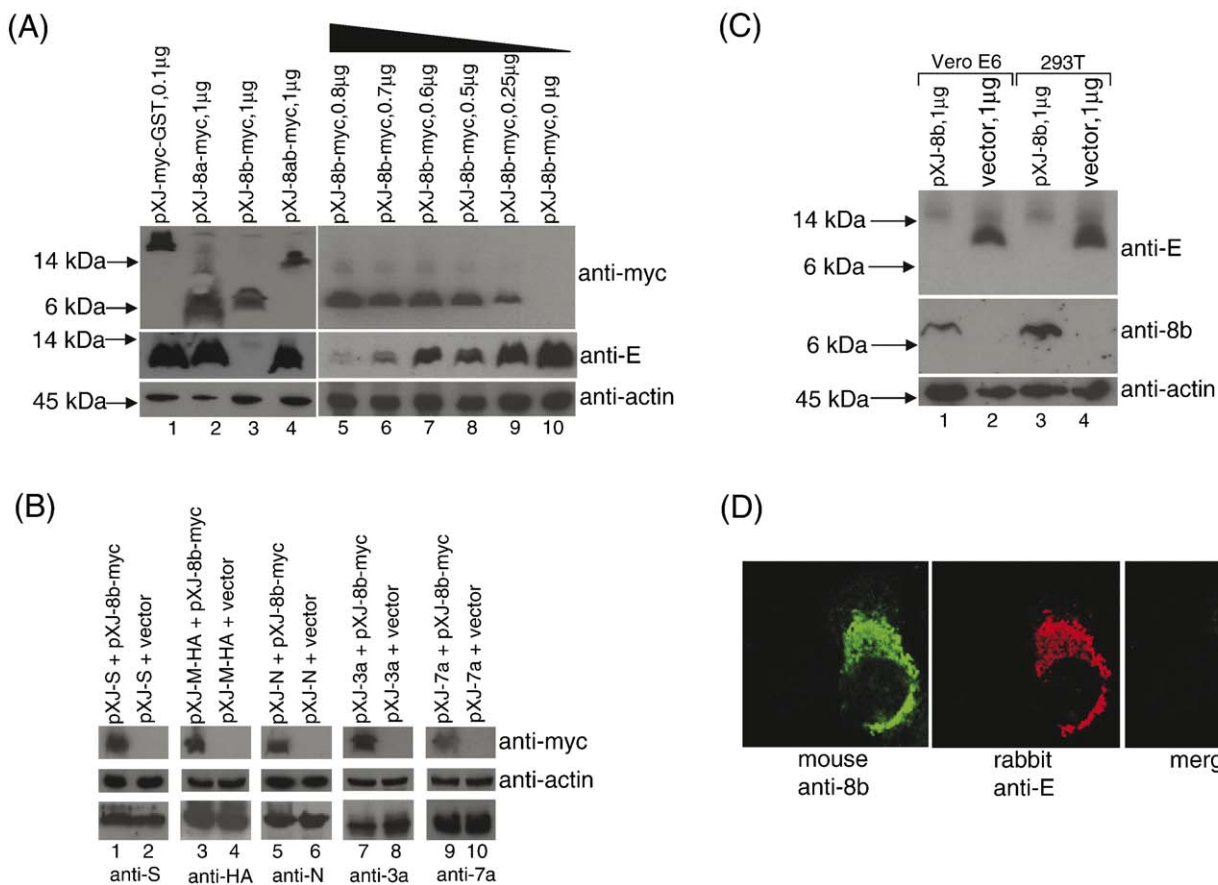 (A)
pXJ-myc-GST,0.1µg
pXJ-8a-myc,1µg
pXJ-8b-myc,1µg
pXJ-8ab-myc,1µg
pXJ-8b-myc,0.8µg
pXJ-8b-myc,0.7µg
pXJ-8b-myc,0.6µg
pXJ-8b-myc,0.5µg
pXJ-8b-myc,0.25µg
pXJ-8b-myc,0 µg
14 kDa
6 kDa
anti-myc
14 kDa
anti-E
45 kDa
anti-actin
1 2 3 4 5 6 7 8 9 10
(C)
Vero E6 293T
pXJ-8b,1µg
vector,1µg
pXJ-8b,1µg
vector,1µg
14 kDa
6 kDa
anti-E
6 kDa
anti-8b
45 kDa
anti-actin
1 2 3 4
(B)
pXJ-S + pXJ-8b-myc
pXJ-S + vector
pXJ-M-HA + pXJ-8b-myc
pXJ-M-HA + vector
pXJ-N + pXJ-8b-myc
pXJ-N + vector
pXJ-3a + pXJ-8b-myc
pXJ-3a + vector
pXJ-7a + pXJ-8b-myc
pXJ-7a + vector
anti-myc
anti-actin
1 2 3 4 5 6 7 8 9 10
anti-S anti-HA anti-N anti-3a anti-7a
(D)
mouse
anti-8b
rabbit
anti-E
merg